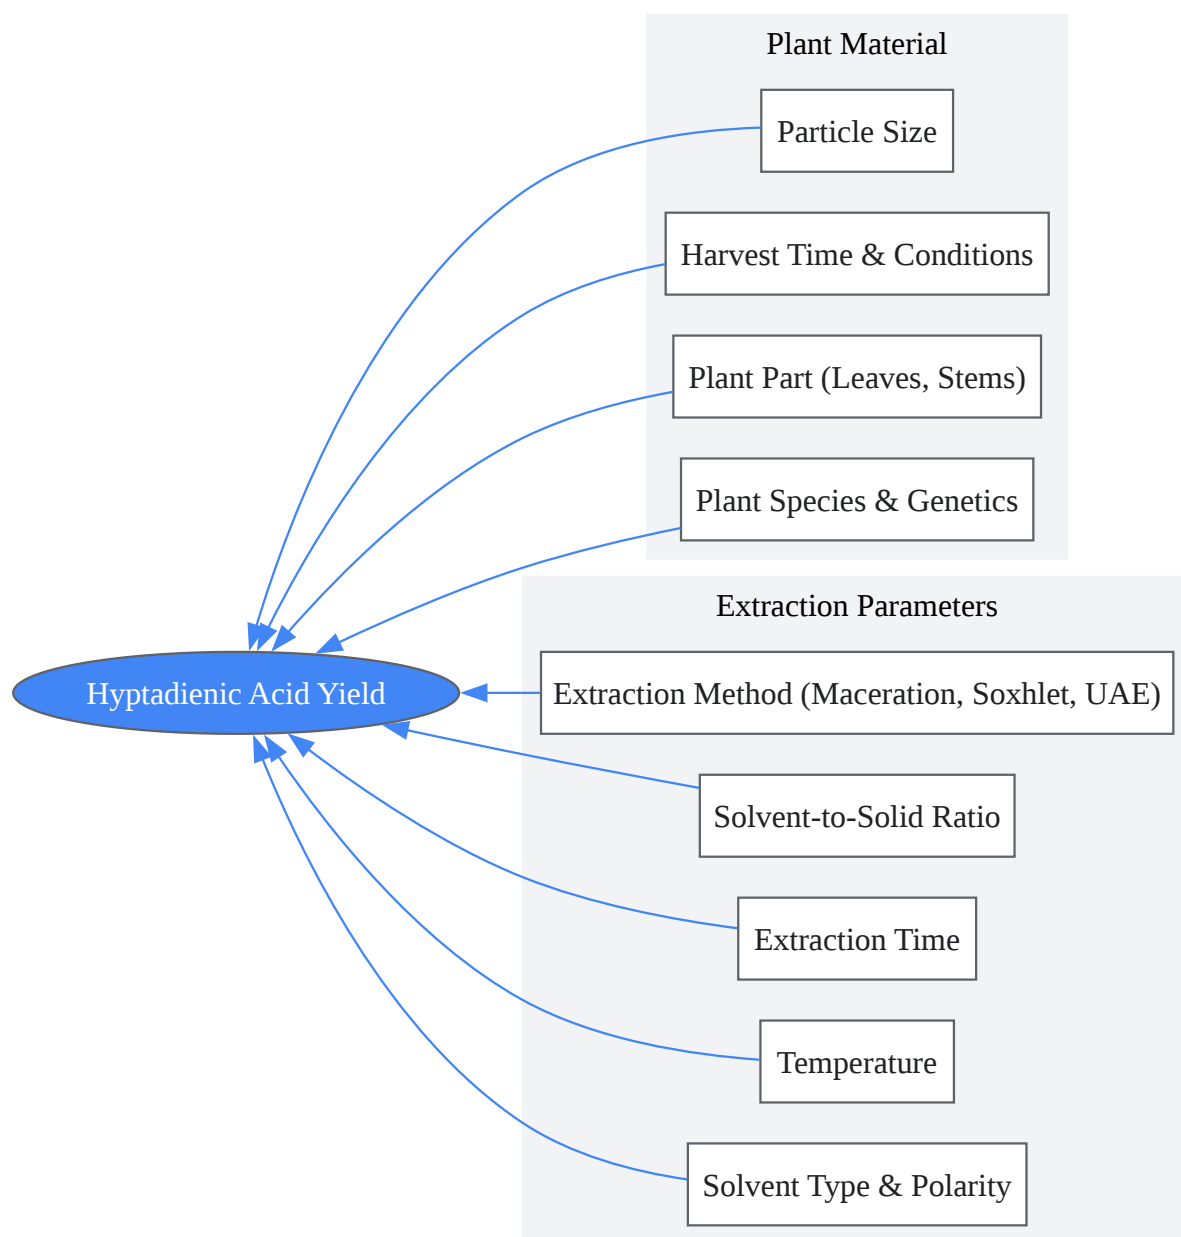 Plant Material
Particle Size
Harvest Time & Conditions
Plant Part (Leaves, Stems)
Plant Species & Genetics
Extraction Parameters
Hyptadienic Acid Yield
Extraction Method (Maceration, Soxhlet, UAE)
Solvent-to-Solid Ratio
Extraction Time
Temperature
Solvent Type & Polarity